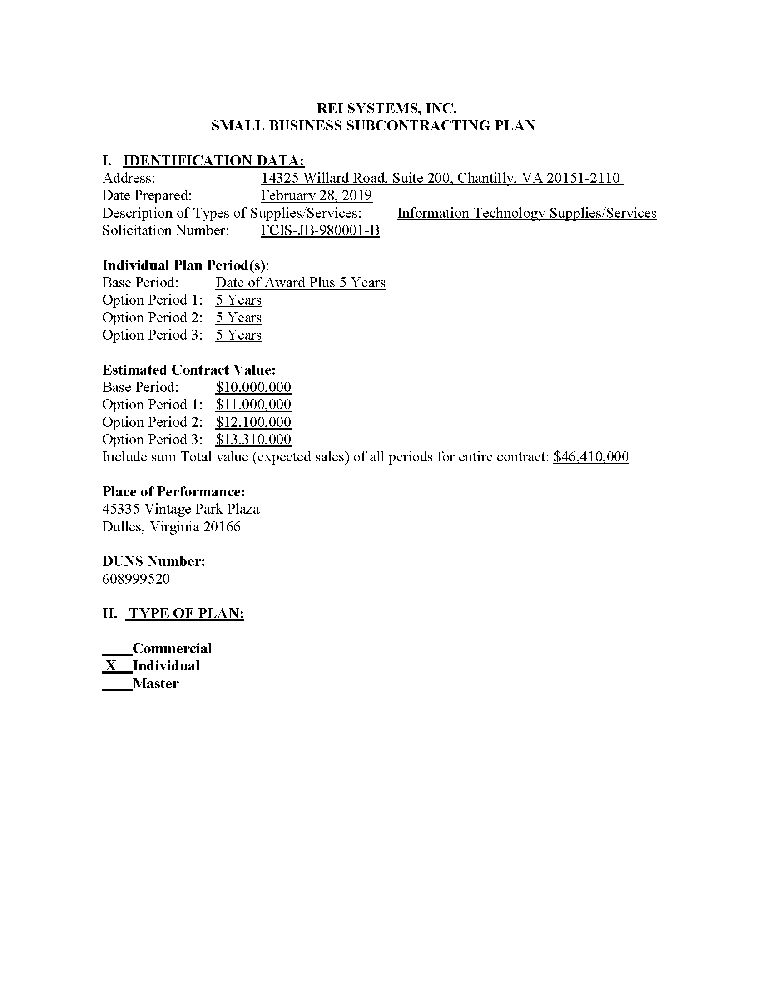 REI SYSTEMS, INC.
SMALL BUSINESS SUBCONTRACTING PLAN
I. IDENTIFICATION DATA:
Address: 14325 Willard Road, Suite 200, Chantilly, VA 20151-2110
Date Prepared: February 28, 2019
Description of Types of Supplies/Services: Information Technology Supplies/Services
Solicitation Number: FCIS-JB-980001-B
Individual Plan Period(s):
Base Period: Date of Award Plus 5 Years
Option Period 1: 5 Years
Option Period 2: 5 Years
Option Period 3: 5 Years
Estimated Contract Value:
Base Period: $10,000,000
Option Period 1: $11,000,000
Option Period 2: $12,100,000
Option Period 3: $13,310,000
Include sum Total value (expected sales) of all periods for entire contract: $46,410,000
Place of Performance:
45335 Vintage Park Plaza
Dulles, Virginia 20166
DUNS Number:
608999520
II. TYPE OF PLAN:
____Commercial
_X__Individual
____Master